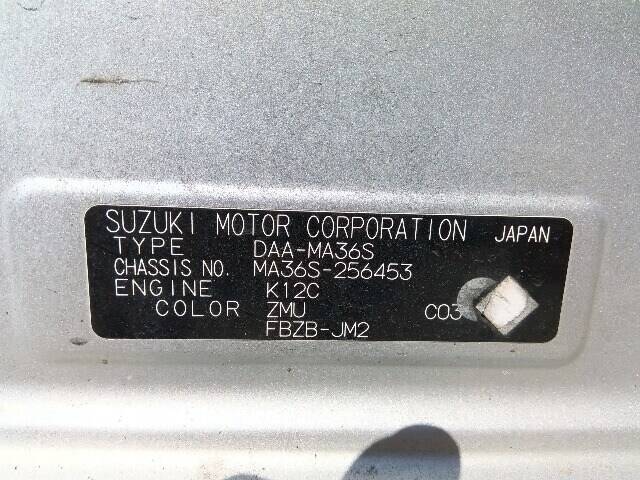 SUZUKI MOTOR CORPORATION JAPAN
TYPE DAA-MA36S
CHASSIS NO. MA36S-256453
ENGINE K12C
COLOR ZMU C03
FBZB-JM2